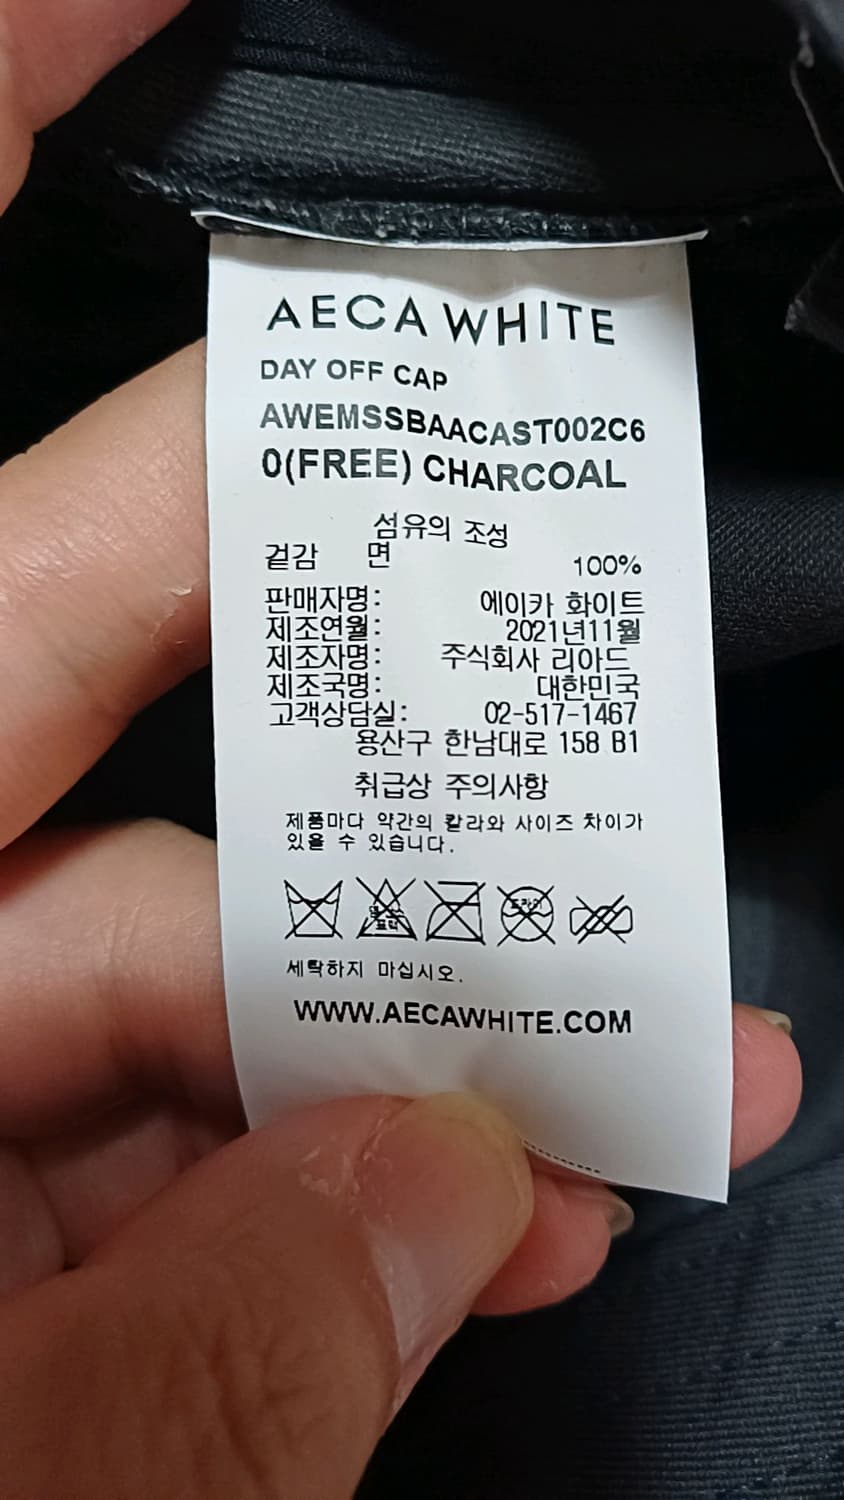 AECA WHITE
DAY OFF CAP
AWEMSSBAACAST002C6
0(FREE) CHARCOAL
섬유의 조성
겉감 면 100%
판매자명: 에이카 화이트
제조연월: 2021년11월
제조자명: 주식회사 리아드
제조국명: 대한민국
고객상담실: 02-517-1467
용산구 한남대로 158 B1
취급상 주의사항
제품마다 약간의 칼라와 사이즈 차이가
있을 수 있습니다.
드라이
세탁하지 마십시오.
WWW.AECAWHITE.COM